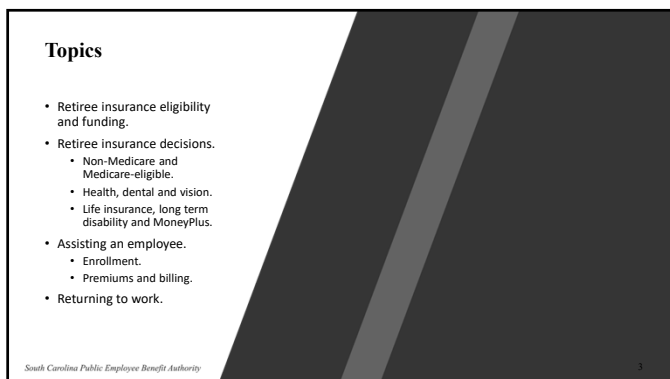 Topics
• Retiree insurance eligibility
and funding.
• Retiree insurance decisions.
• Non-Medicare and
Medicare-eligible.
• Health, dental and vision.
• Life insurance, long term
disability and MoneyPlus.
• Assisting an employee.
• Enrollment.
• Premiums and billing.
• Returning to work.
South Carolina Public Employee Benefit Authority
3